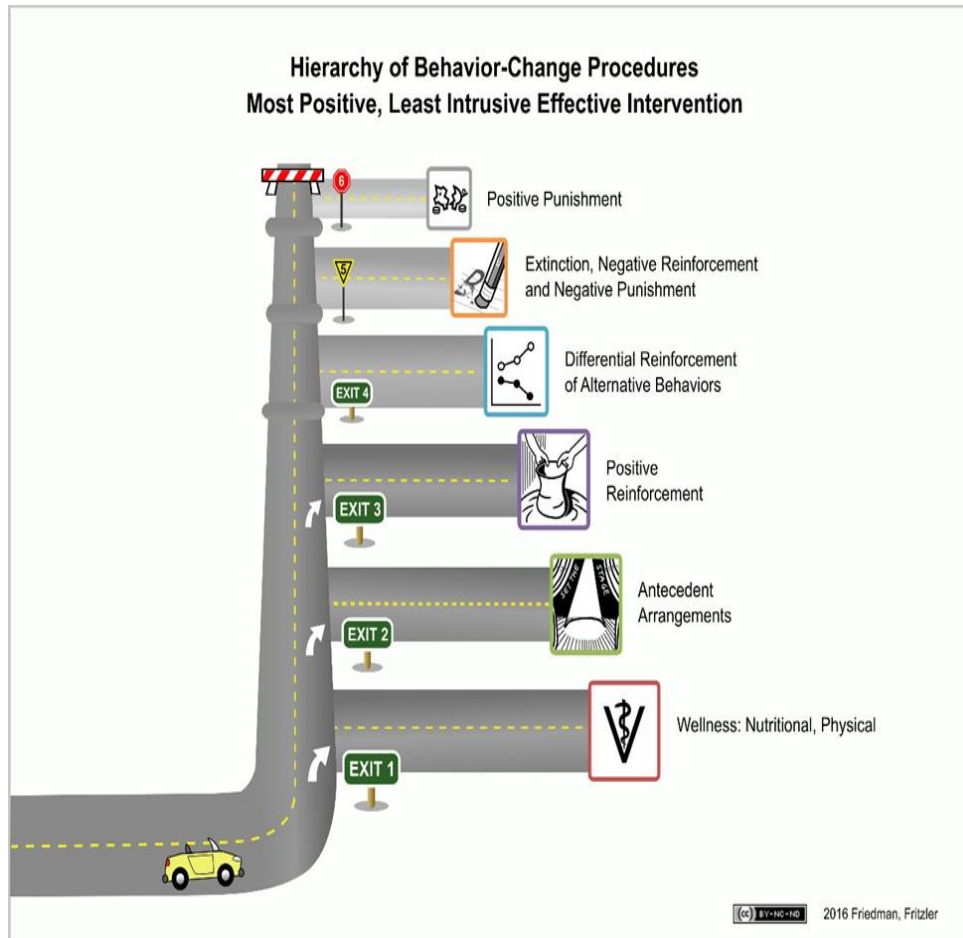 Hierarchy of Behavior-Change Procedures
Most Positive, Least Intrusive Effective Intervention
6
Positive Punishment
5
Extinction, Negative Reinforcement
and Negative Punishment
EXIT 4
Differential Reinforcement
of Alternative Behaviors
EXIT 3
Positive
Reinforcement
SET THE STAGE
EXIT 2
Antecedent
Arrangements
EXIT 1
V
Wellness: Nutritional, Physical
cc BY-NC-ND 2016 Friedman, Fritzler